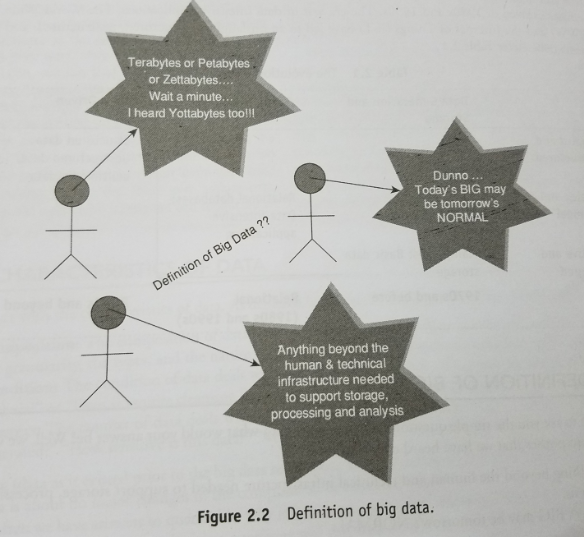 Terabytes or Petabytes
or Zettabytes....
Wait a minute...
I heard Yottabytes too!!!
Dunno ...
Today's BIG may
be tomorrow's
NORMAL
Definition of Big Data ??
Anything beyond the
human & technical
infrastructure needed
to support storage,
processing and analysis
Figure 2.2 Definition of big data.